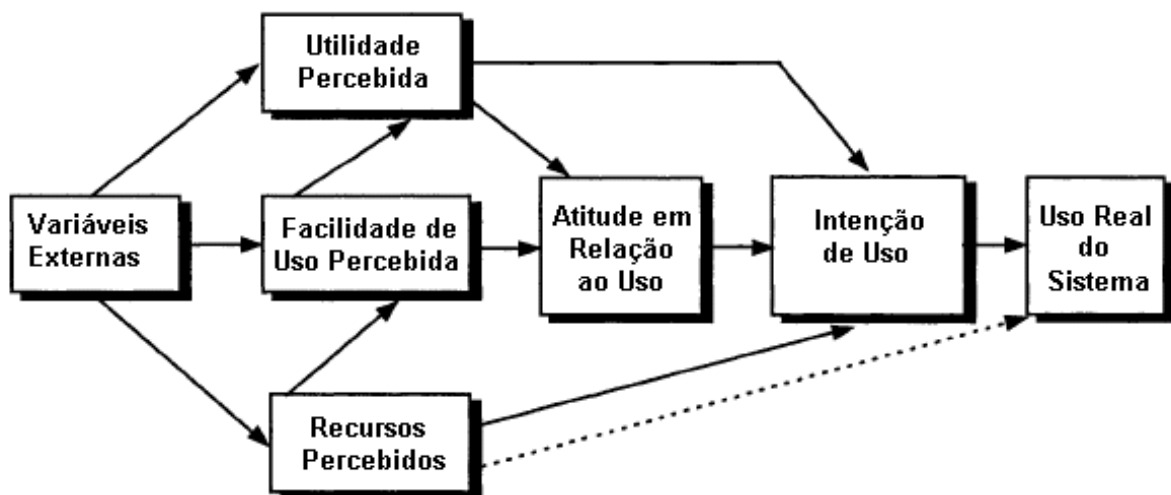 Utilidade
Percebida
Variáveis
Externas
Facilidade de
Uso Percebida
Atitude em
Relação
ao Uso
Intenção
de Uso
Uso Real
do
Sistema
Recursos
Percebidos